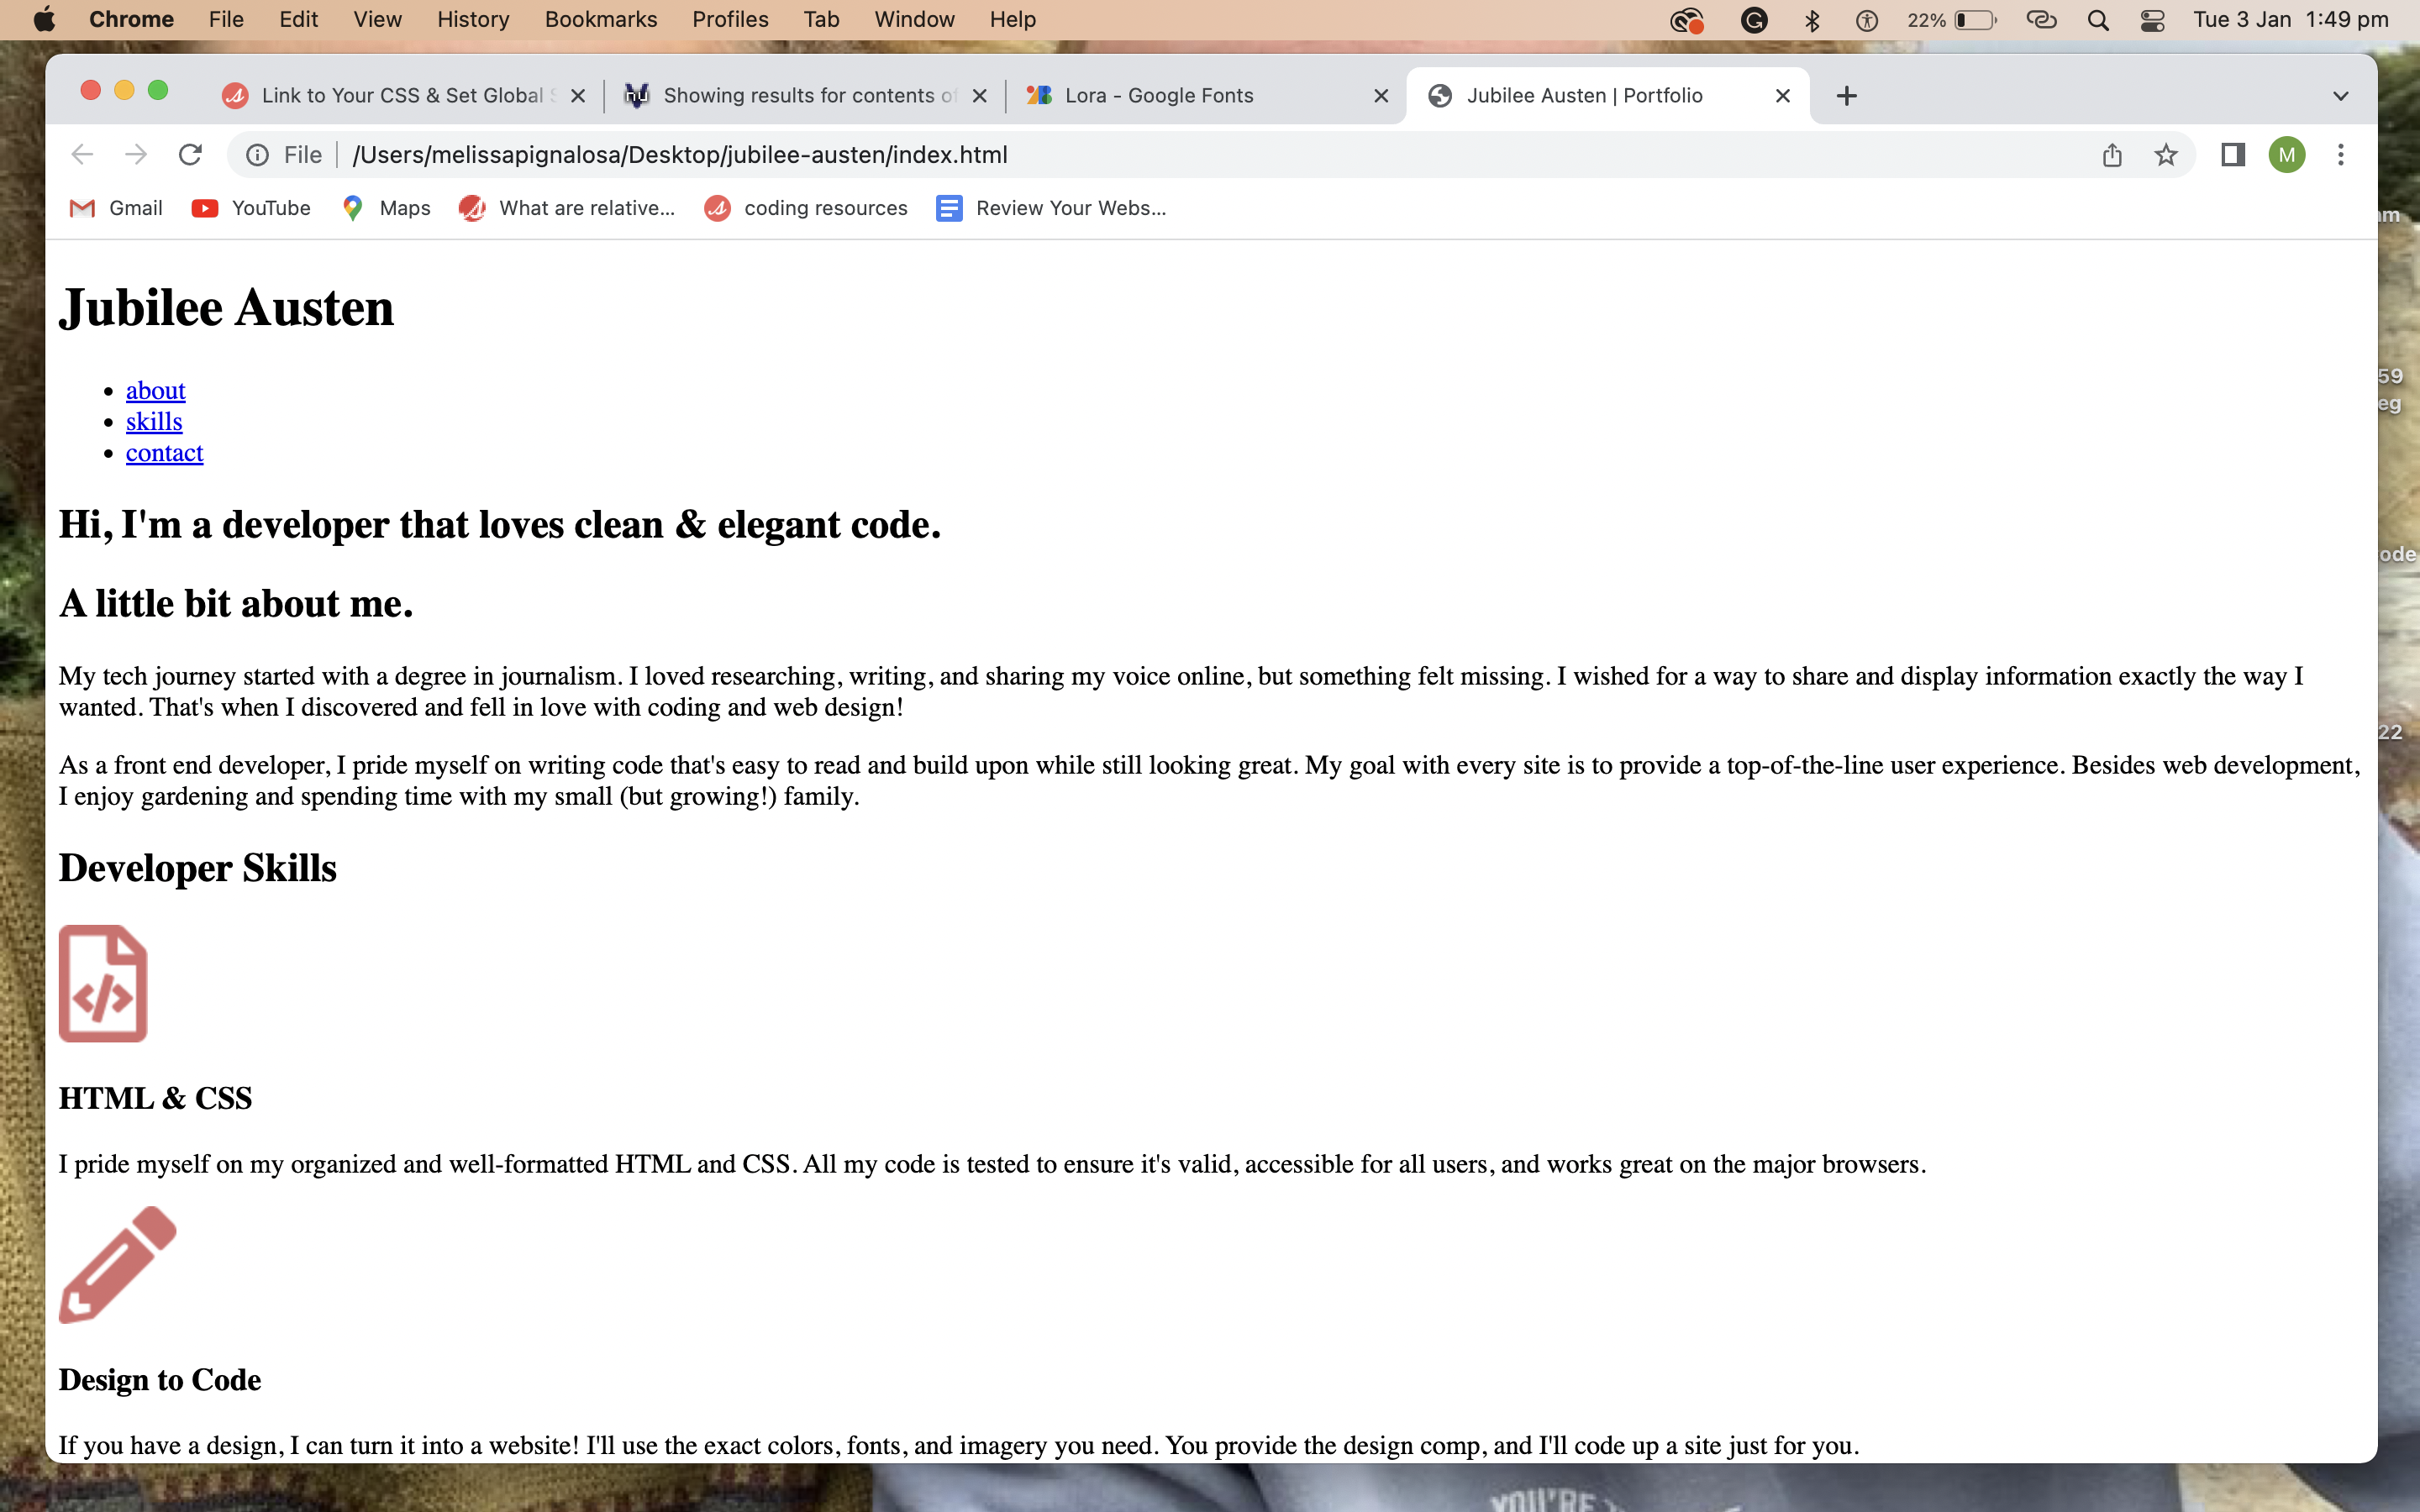 Chrome File Edit View History Bookmarks Profiles Tab Window Help 22% Tue 3 Jan 1:49 pm
Link to Your CSS & Set Global Showing results for contents of Lora - Google Fonts Jubilee Austen | Portfolio
File /Users/melissapignalosa/Desktop/jubilee-austen/index.html M
Gmail YouTube Maps What are relative... coding resources Review Your Webs...
Jubilee Austen
• about
• skills
• contact
Hi, I'm a developer that loves clean & elegant code.
A little bit about me.
My tech journey started with a degree in journalism. I loved researching, writing, and sharing my voice online, but something felt missing. I wished for a way to share and display information exactly the way I
wanted. That's when I discovered and fell in love with coding and web design!
As a front end developer, I pride myself on writing code that's easy to read and build upon while still looking great. My goal with every site is to provide a top-of-the-line user experience. Besides web development,
I enjoy gardening and spending time with my small (but growing!) family.
Developer Skills
</>
HTML & CSS
I pride myself on my organized and well-formatted HTML and CSS. All my code is tested to ensure it's valid, accessible for all users, and works great on the major browsers.
Design to Code
If you have a design, I can turn it into a website! I'll use the exact colors, fonts, and imagery you need. You provide the design comp, and I'll code up a site just for you.
59
eg
ode
22
YOU'RE